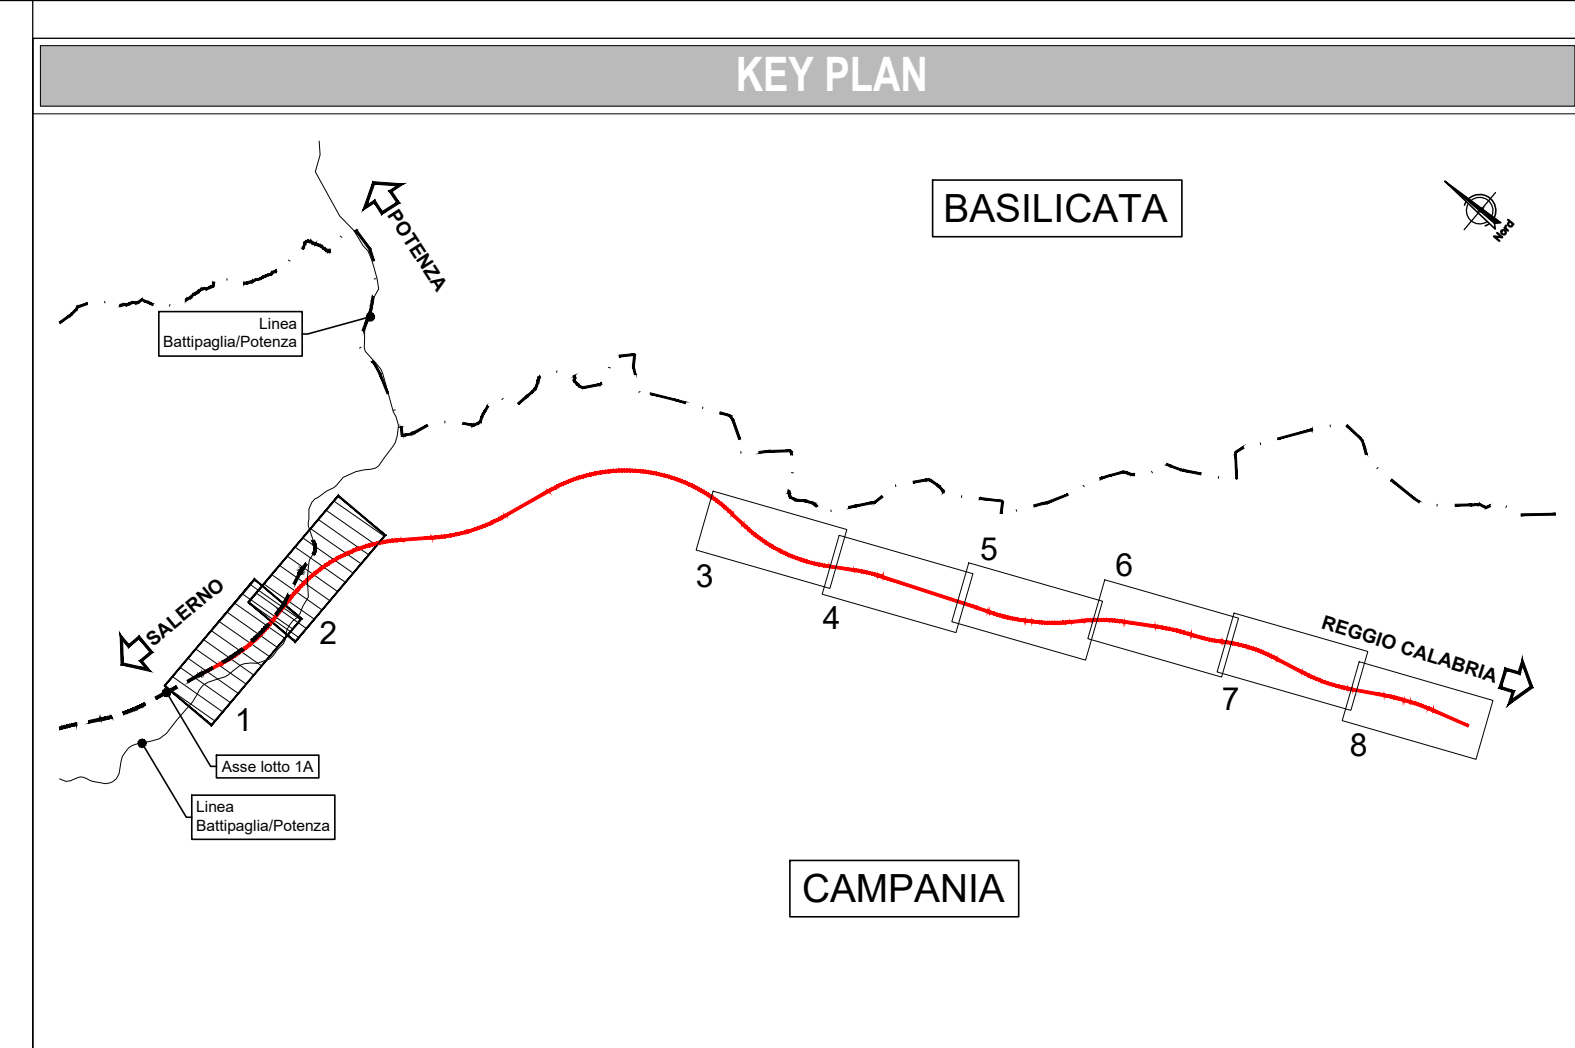 KEY PLAN
BASILICATA
Nord
POTENZA
Linea
Battipaglia/Potenza
SALERNO
1
2
3
4
5
6
7
8
REGGIO CALABRIA
Asse lotto 1A
Linea
Battipaglia/Potenza
CAMPANIA